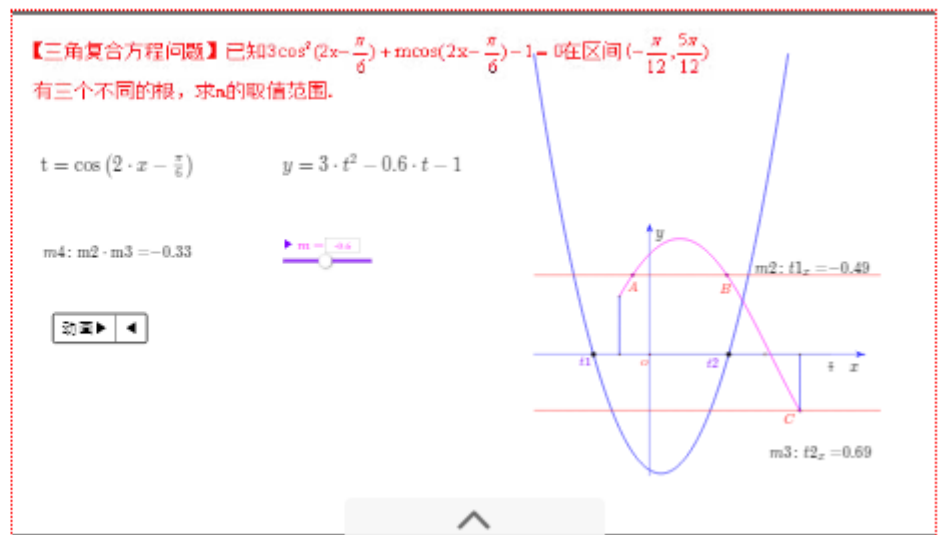 【三角复合方程问题】已知3cos²(2x-π/6)+mcos(2x-π/6)-1=0在区间(-π/12,5π/12)
有三个不同的根，求m的取值范围.
t = cos(2·x - π/6)
y = 3·t² - 0.6·t - 1
m4: m2·m3 =-0.33
m = -0.6
动画
y
m2: t1ₓ =-0.49
A
B
t1
o
t2
x
C
m3: t2ₓ =0.69